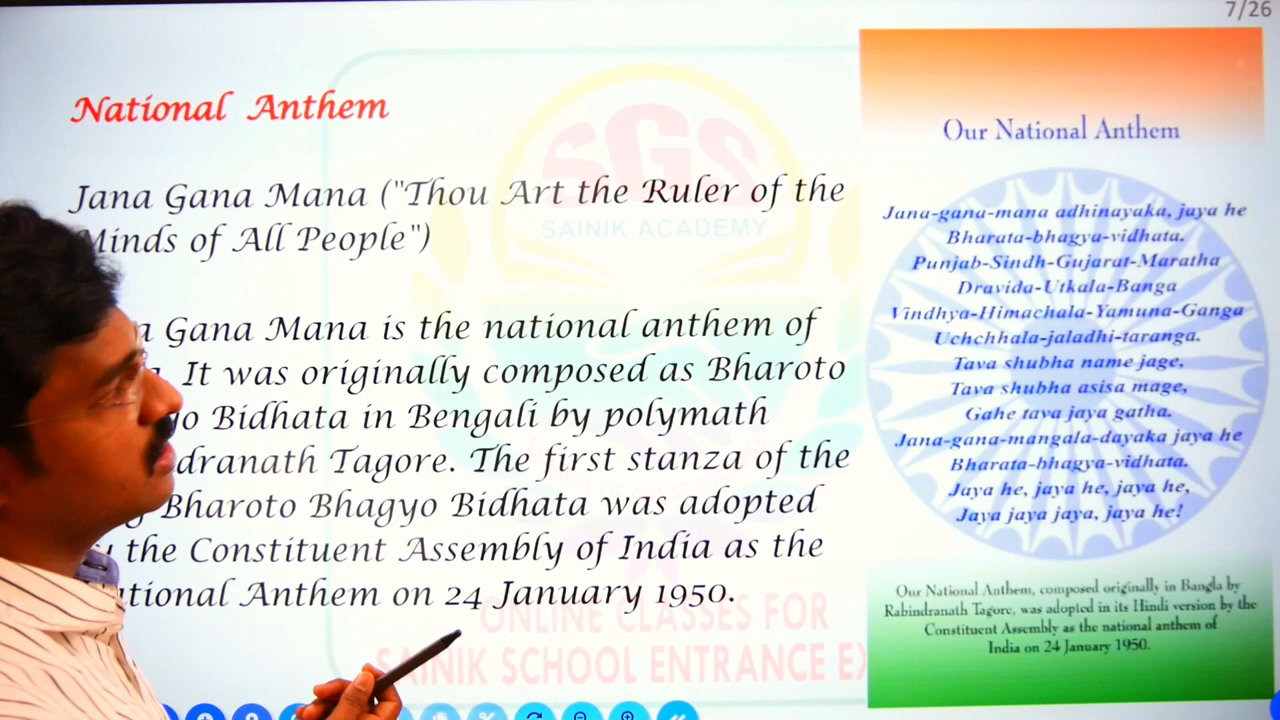 7/26
National Anthem
Jana Gana Mana ("Thou Art the Ruler of the
Minds of All People")
Gana Mana is the national anthem of
It was originally composed as Bharoto
Bidhata in Bengali by polymath
Tagore. The first stanza of the
Bharoto Bhagyo Bidhata was adopted
the Constituent Assembly of India as the
Anthem on 24 January 1950.
SGS
SAINIK ACADEMY
ONLINE CLASSES FOR
SAINIK SCHOOL ENTRANCE
Our National Anthem
Jana-gana-mana adhinayaka, jaya he
Bharata-bhagya-vidhata.
Punjab-Sindh-Gujarat-Maratha
Dravida-Utkala-Banga
Vindhya-Himachala-Yamuna-Ganga
Uchchhala-jaladhi-taranga.
Tava shubha name jage,
Tava shubha asisa mage,
Gahe tava jaya gatha.
Jana-gana-mangala-dayaka jaya he
Bharata-bhagya-vidhata.
Jaya he, jaya he, jaya he,
Jaya jaya jaya, jaya he!
Our National Anthem, composed originally in Bangla by
Rabindranath Tagore, was adopted in its Hindi version by the
Constituent Assembly as the national anthem of
India on 24 January 1950.